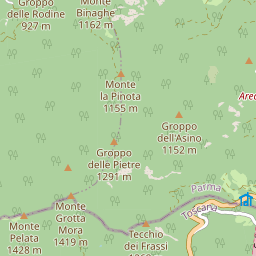 Groppo
delle Rodine
927 m
Monte
Binaghe
1162 m
Monte
la Pinota
1155 m
Groppo
dell'Asino
1152 m
Groppo
delle Pietre
1291 m
Parma
Toscana
Monte
Grotta
Mora
1419 m
Monte
Pelata
1428 m
Tecchio
dei Frassi